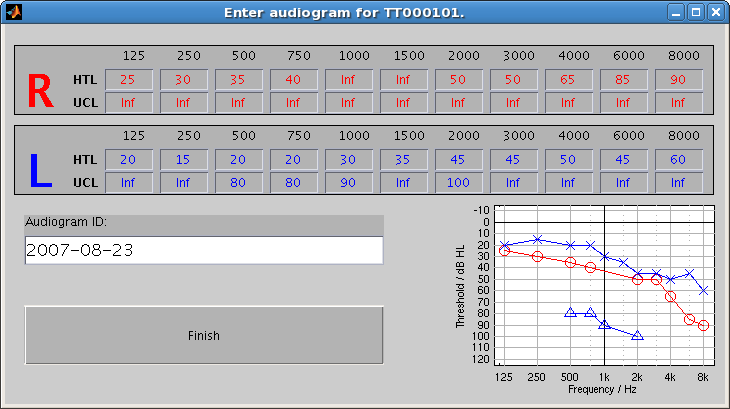 Enter audiogram for TT000101.
125 250 500 750 1000 1500 2000 3000 4000 6000 8000
R
HTL 25 30 35 40 Inf Inf 50 50 65 85 90
UCL Inf Inf Inf Inf Inf Inf Inf Inf Inf Inf Inf
125 250 500 750 1000 1500 2000 3000 4000 6000 8000
L
HTL 20 15 20 20 30 35 45 45 50 45 60
UCL Inf Inf 80 80 90 Inf 100 Inf Inf Inf Inf
Audiogram ID:
2007-08-23
Finish
Threshold / dB HL
-10
0
10
20
30
40
50
60
70
80
90
100
110
120
125 250 500 1k 2k 4k 8k
Frequency / Hz